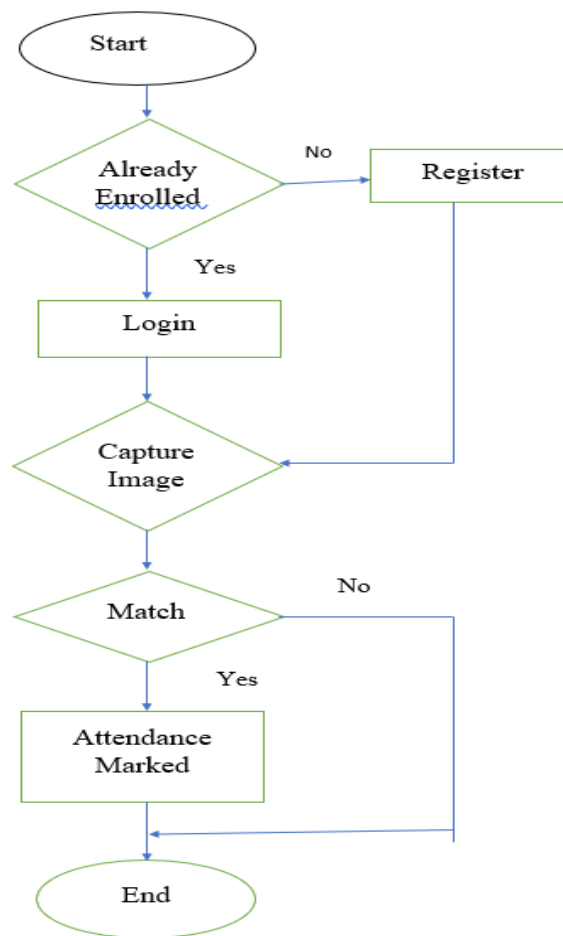 Start
Already
Enrolled
No
Register
Yes
Login
Capture
Image
Match
No
Yes
Attendance
Marked
End